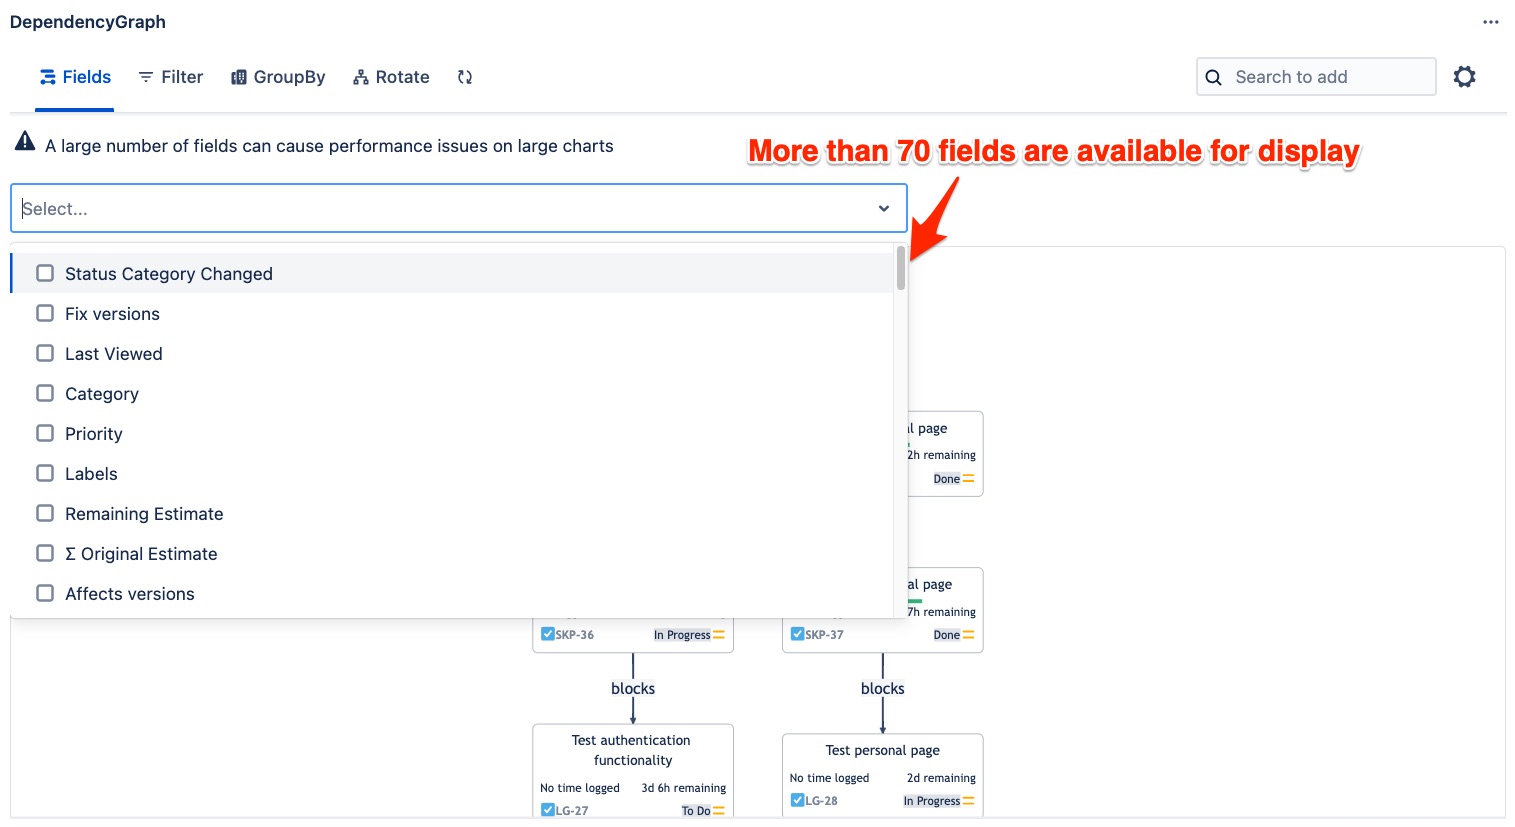 DependencyGraph
Fields Filter GroupBy Rotate Search to add
A large number of fields can cause performance issues on large charts
More than 70 fields are available for display
Select...
Status Category Changed
Fix versions
Last Viewed
Category
Priority
Labels
Remaining Estimate
Σ Original Estimate
Affects versions
page
2h remaining
Done
page
7h remaining
SKP-36 In Progress
SKP-37 Done
blocks
blocks
Test authentication
functionality
No time logged 3d 6h remaining
LG-27 To Do
Test personal page
No time logged 2d remaining
LG-28 In Progress